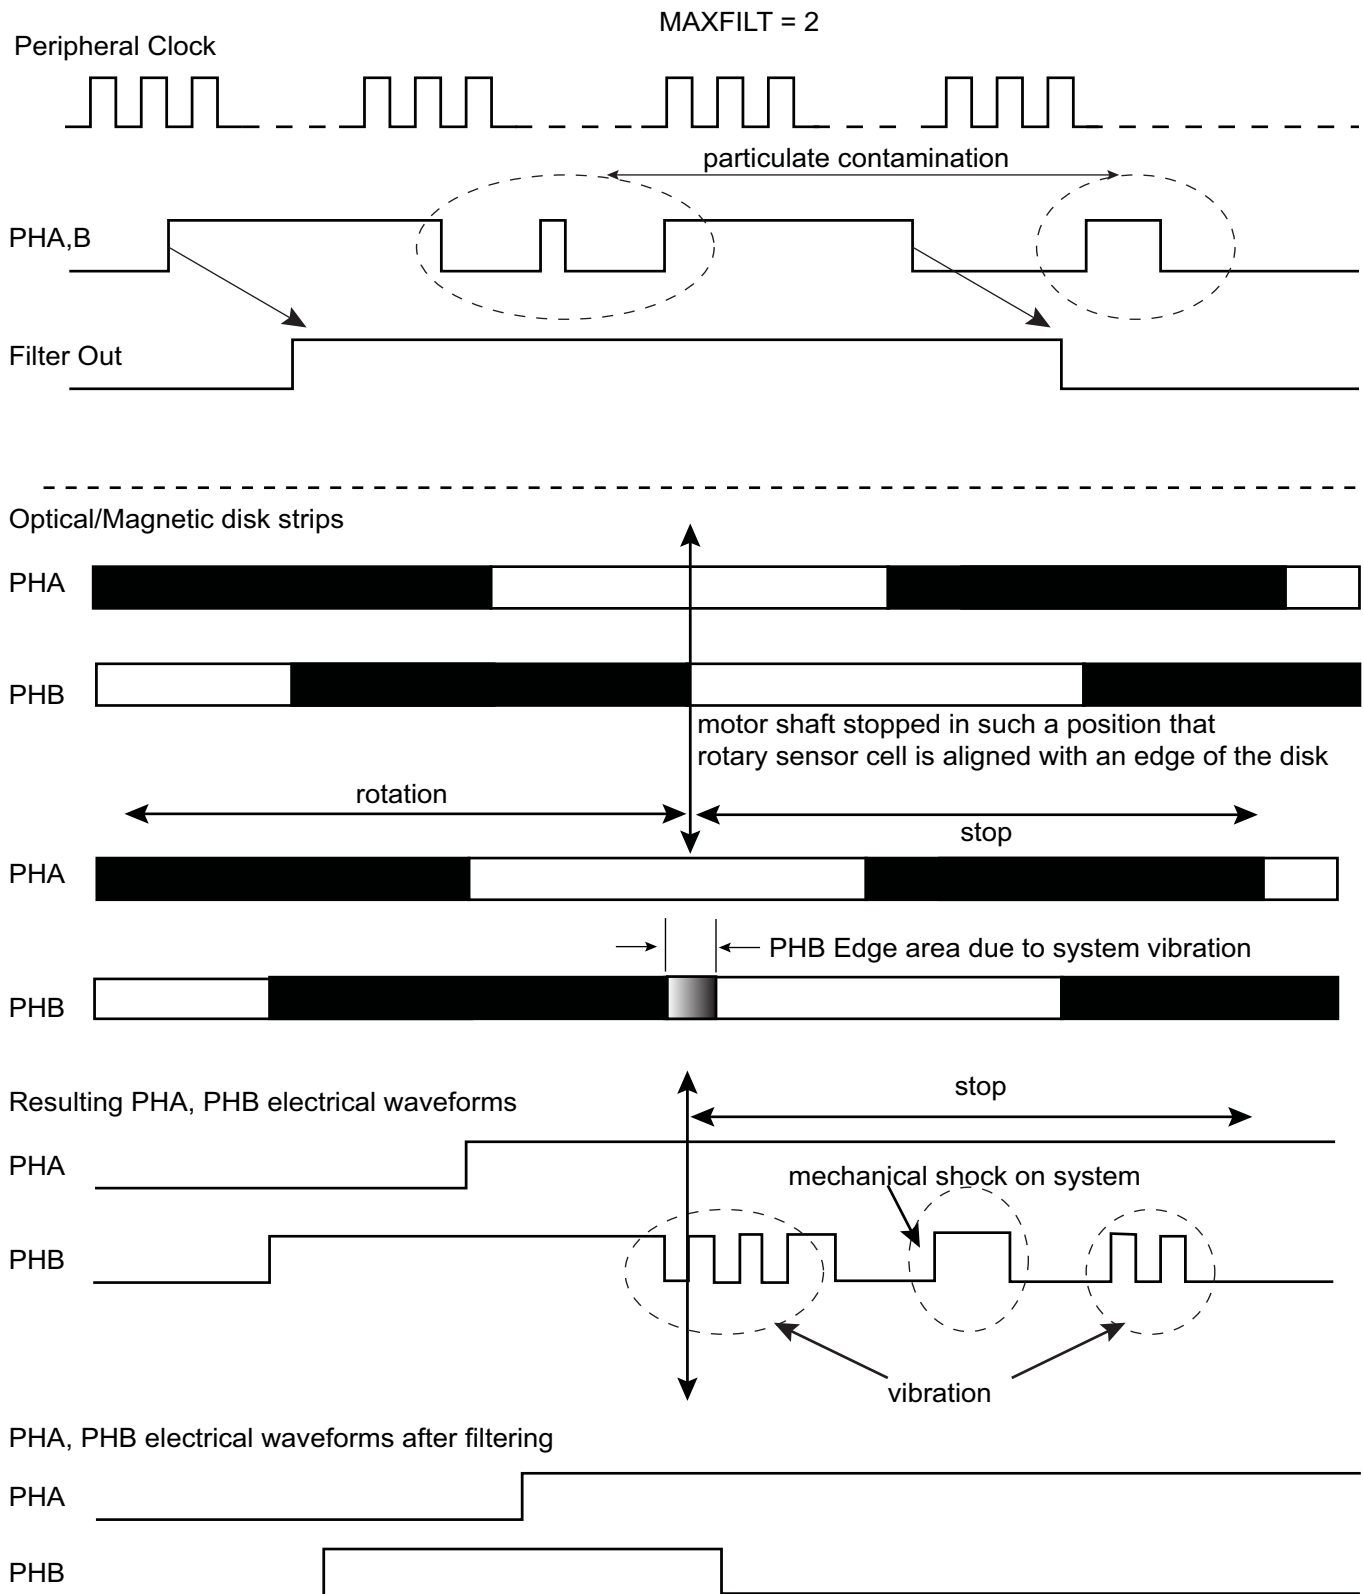 MAXFILT = 2
Peripheral Clock
particulate contamination
PHA,B
Filter Out
Optical/Magnetic disk strips
PHA
PHB
motor shaft stopped in such a position that
rotary sensor cell is aligned with an edge of the disk
rotation
stop
PHA
PHB Edge area due to system vibration
PHB
Resulting PHA, PHB electrical waveforms
stop
PHA
mechanical shock on system
PHB
vibration
PHA, PHB electrical waveforms after filtering
PHA
PHB